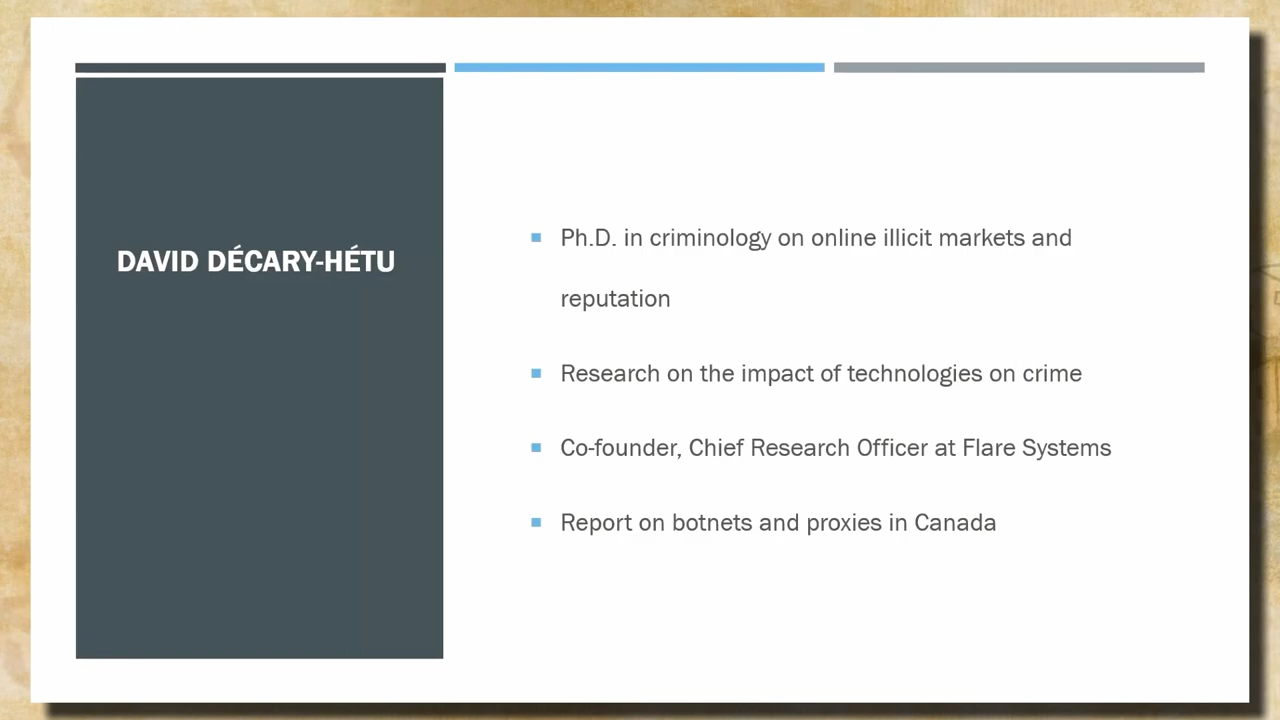 DAVID DÉCARY-HÉTU
Ph.D. in criminology on online illicit markets and
reputation
Research on the impact of technologies on crime
Co-founder, Chief Research Officer at Flare Systems
Report on botnets and proxies in Canada